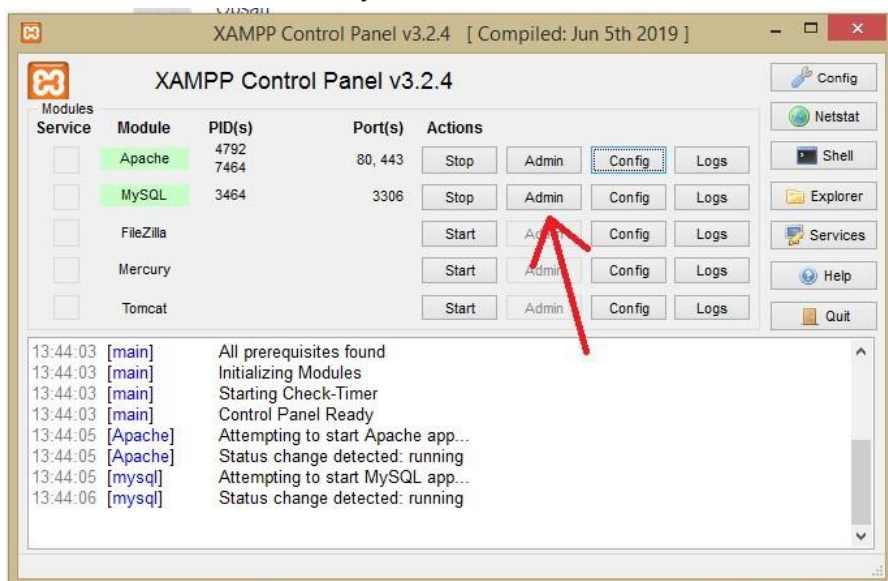 XAMPP Control Panel v3.2.4 [ Compiled: Jun 5th 2019 ]
XAMPP Control Panel v3.2.4
Config
Modules
Service Module PID(s) Port(s) Actions
Netstat
Apache 4792 7464 80, 443 Stop Admin Config Logs
Shell
MySQL 3464 3306 Stop Admin Config Logs
Explorer
FileZilla Start Admin Config Logs
Services
Mercury Start Admin Config Logs
Help
Tomcat Start Admin Config Logs
Quit
13:44:03 [main] All prerequisites found
13:44:03 [main] Initializing Modules
13:44:03 [main] Starting Check-Timer
13:44:03 [main] Control Panel Ready
13:44:05 [Apache] Attempting to start Apache app...
13:44:05 [Apache] Status change detected: running
13:44:05 [mysql] Attempting to start MySQL app...
13:44:06 [mysql] Status change detected: running